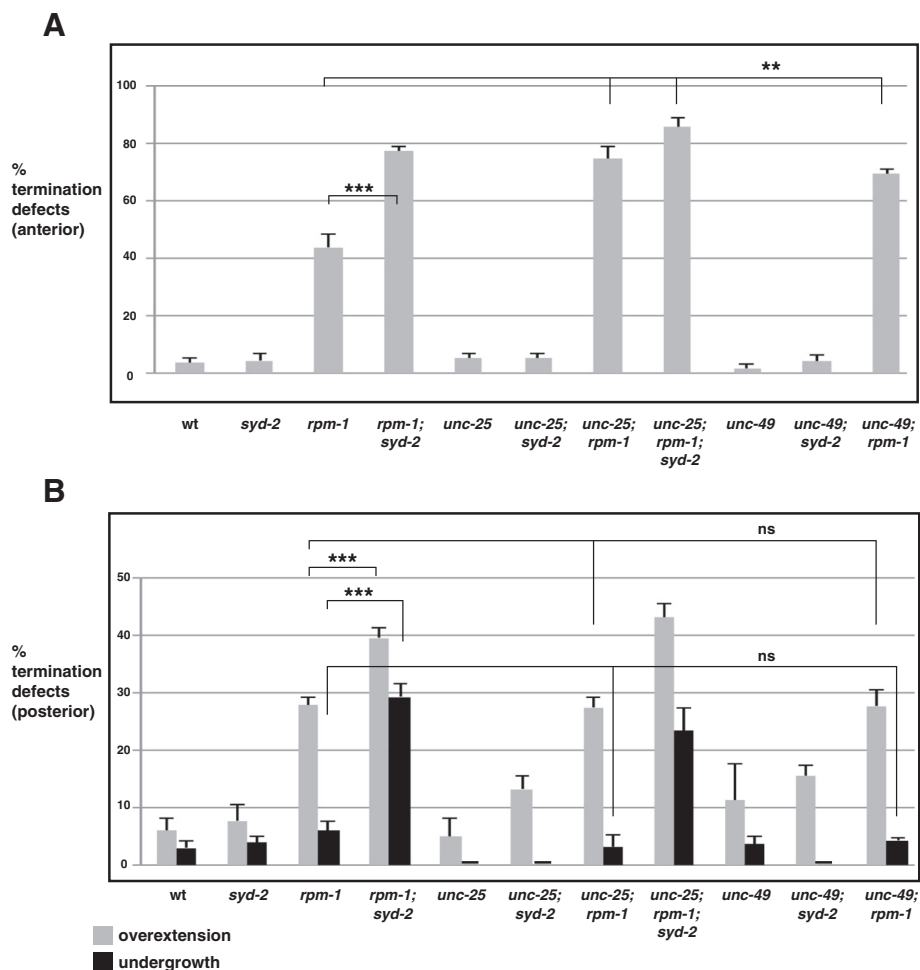 A
%
termination
defects
(anterior)
100
80
60
40
20
0
**
***
wt syd-2 rpm-1 rpm-1; unc-25 unc-25; unc-25; unc-25; unc-49 unc-49; unc-49;
syd-2 syd-2 rpm-1 rpm-1; syd-2 rpm-1
syd-2
B
%
termination
defects
(posterior)
50
40
30
20
10
0
ns
***
***
ns
wt syd-2 rpm-1 rpm-1; unc-25 unc-25; unc-25; unc-25; unc-49 unc-49; unc-49;
syd-2 syd-2 rpm-1 rpm-1; syd-2 rpm-1
syd-2
overextension
undergrowth